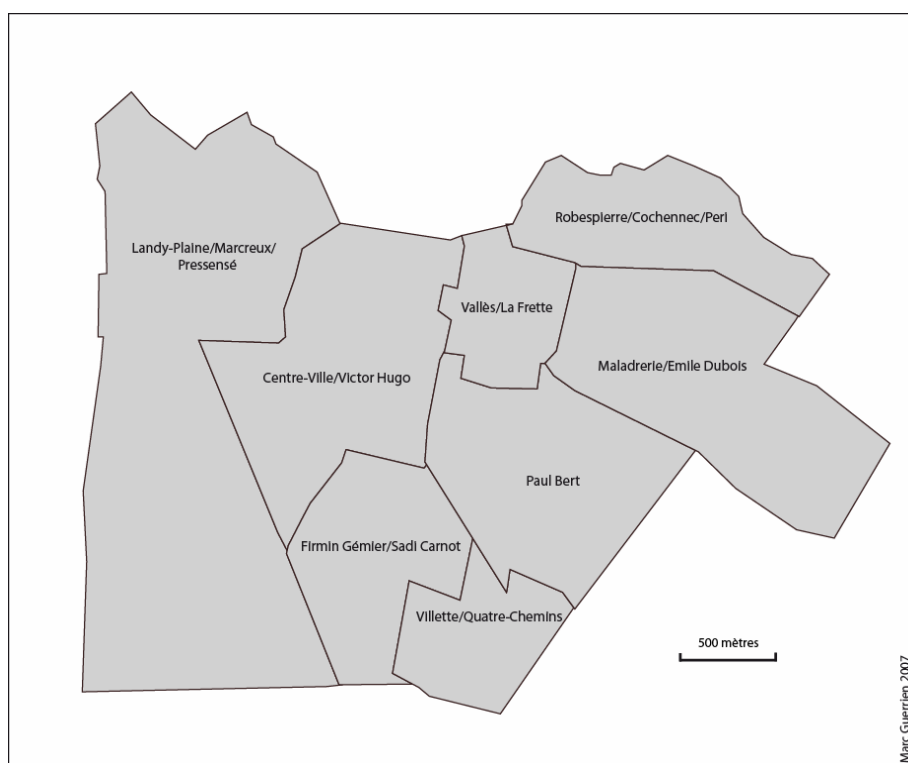 Robespierre/Cochennec/Peri
Landy-Plaine/Marcreux/
Pressensé
Vallès/La Frette
Maladrerie/Emile Dubois
Centre-Ville/Victor Hugo
Paul Bert
Firmin Gémier/Sadi Carnot
Villette/Quatre-Chemins
500 mètres
Marc Guerrien 2007